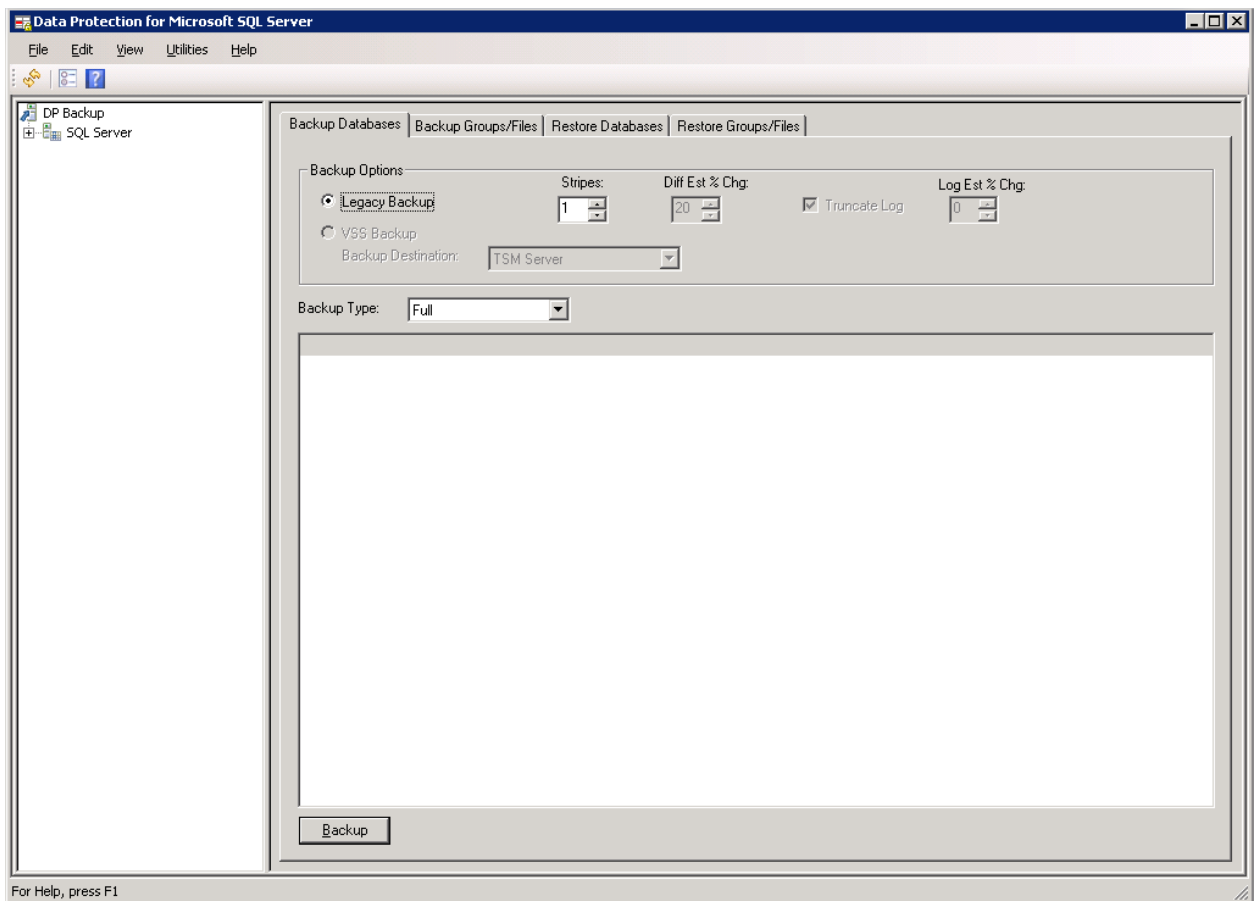 Data Protection for Microsoft SQL Server
File Edit View Utilities Help
DP Backup
SQL Server
Backup Databases Backup Groups/Files Restore Databases Restore Groups/Files
Backup Options
Stripes: Diff Est % Chg: Log Est % Chg:
Legacy Backup 1 20 Truncate Log 0
VSS Backup
Backup Destination: TSM Server
Backup Type: Full
Backup
For Help, press F1